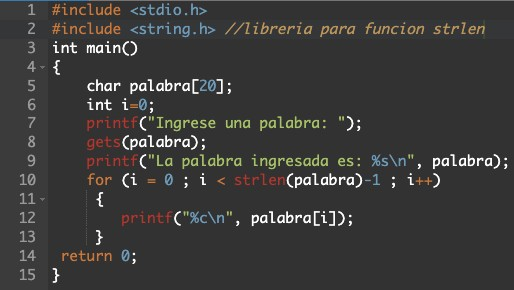 1 #include <stdio.h>
2 #include <string.h> //libreria para funcion strlen
3 int main()
4 {
5 char palabra[20];
6 int i=0;
7 printf("Ingrese una palabra: ");
8 gets(palabra);
9 printf("La palabra ingresada es: %s\n", palabra);
10 for (i = 0 ; i < strlen(palabra)-1 ; i++)
11 {
12 printf("%c\n", palabra[i]);
13 }
14 return 0;
15 }